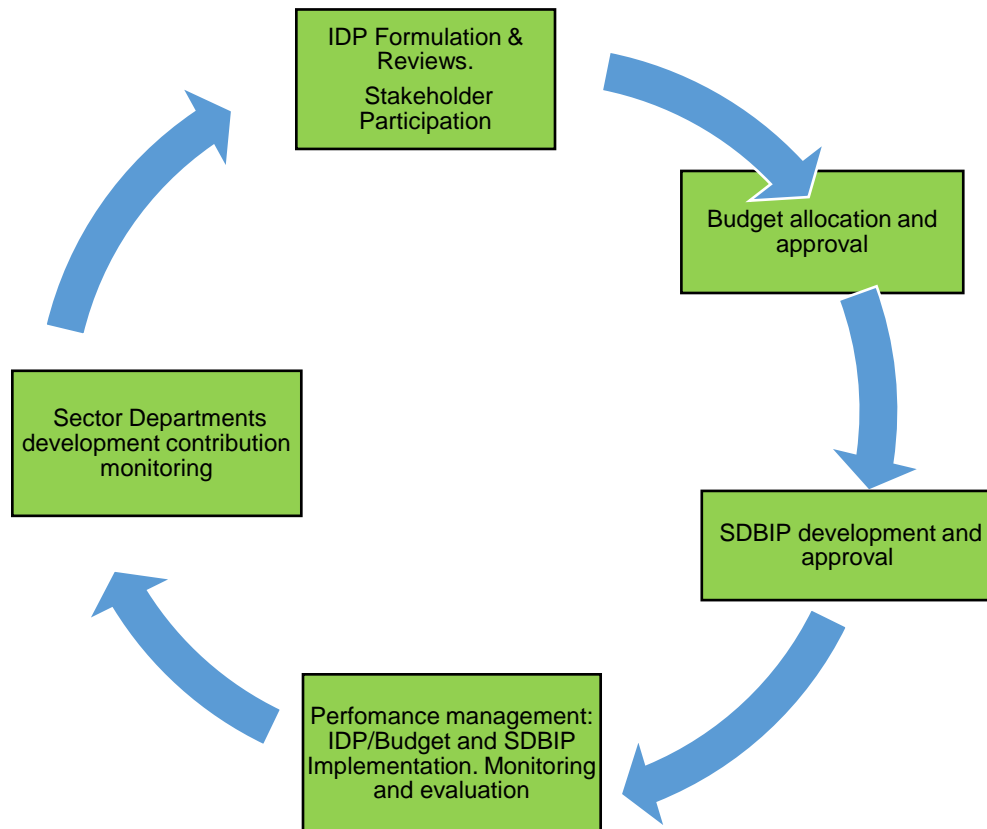 IDP Formulation &
Reviews.
Stakeholder
Participation
Budget allocation and
approval
SDBIP development and
approval
Perfomance management:
IDP/Budget and SDBIP
Implementation. Monitoring
and evaluation
Sector Departments
development contribution
monitoring